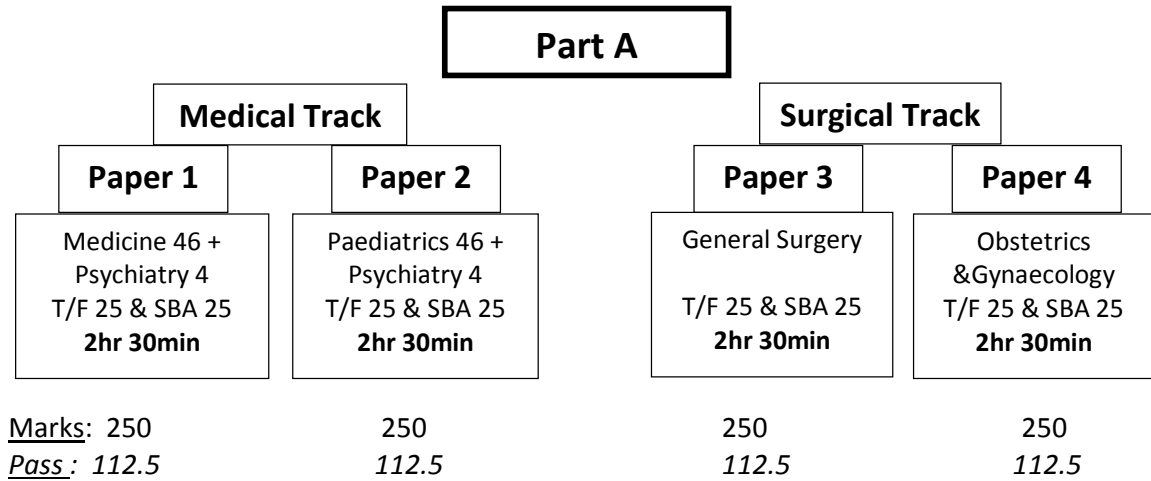 Part A
Medical Track
Surgical Track
Paper 1
Paper 2
Paper 3
Paper 4
Medicine 46 +
Psychiatry 4
T/F 25 & SBA 25
2hr 30min
Paediatrics 46 +
Psychiatry 4
T/F 25 & SBA 25
2hr 30min
General Surgery
T/F 25 & SBA 25
2hr 30min
Obstetrics
&Gynaecology
T/F 25 & SBA 25
2hr 30min
Marks: 250 250 250 250
Pass : 112.5 112.5 112.5 112.5